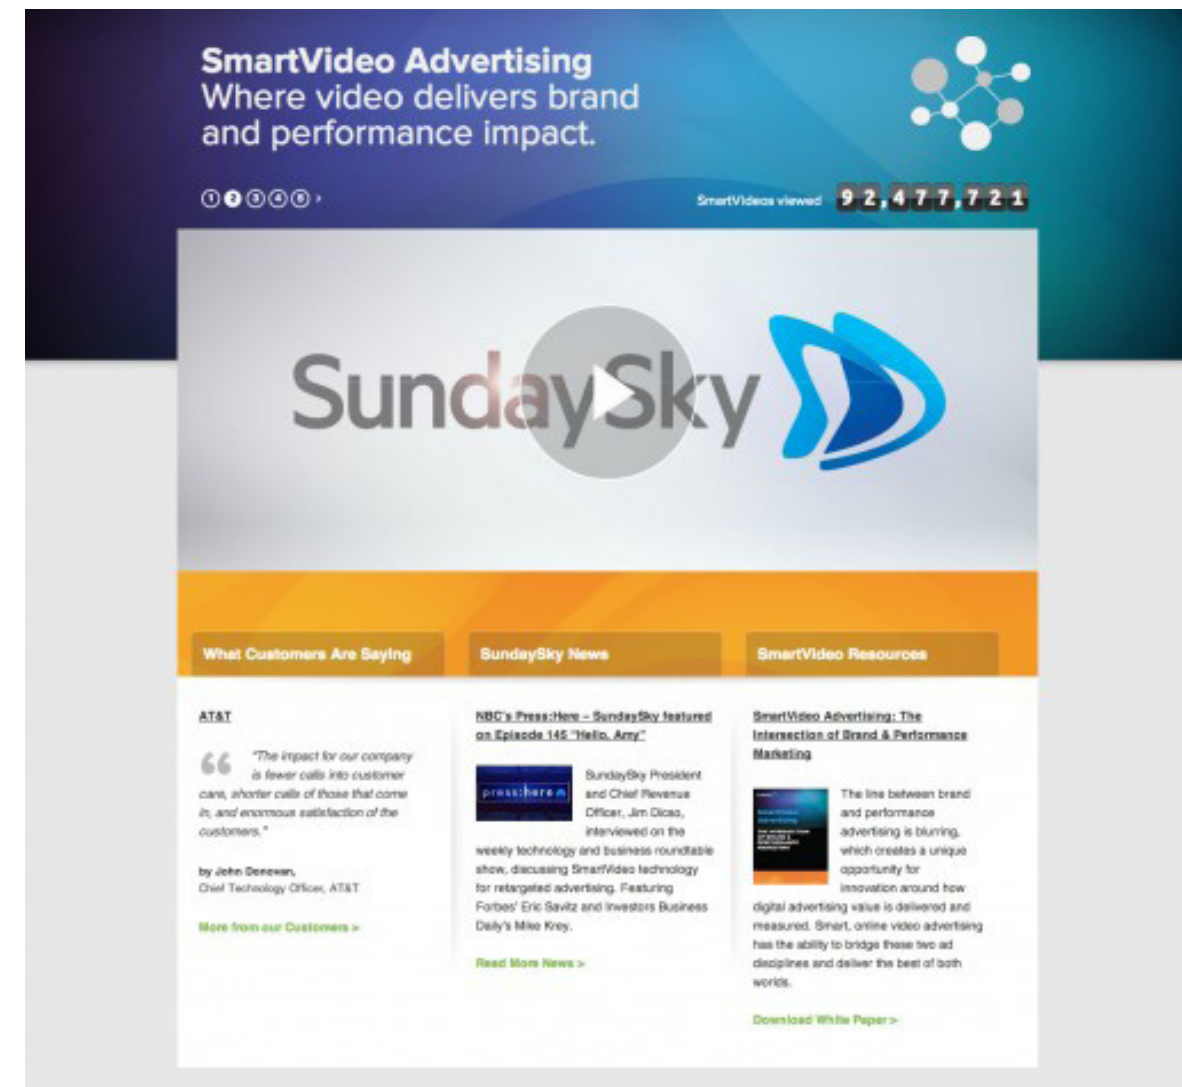 SmartVideo Advertising
Where video delivers brand
and performance impact.
1 2 3 4 5 ›
SmartVideos viewed 92,477,721
SundaySky
What Customers Are Saying
AT&T
"The impact for our company
is fewer calls into customer
care, shorter calls of those that come
in, and enormous satisfaction of the
customers."
by John Donovan,
Chief Technology Officer, AT&T
More from our Customers >
SundaySky News
NBC's Press:Here – SundaySky featured
on Episode 145 "Hello, Amy"
press:here
SundaySky President
and Chief Revenue
Officer, Jim Dicso,
interviewed on the
weekly technology and business roundtable
show, discussing SmartVideo technology
for retargeted advertising. Featuring
Forbes' Eric Savitz and Investors Business
Daily's Mike Krey.
Read More News >
SmartVideo Resources
SmartVideo Advertising: The
Intersection of Brand & Performance
Marketing
SmartVideo
Advertising
The line between brand
and performance
advertising is blurring,
which creates a unique
opportunity for
innovation around how
digital advertising value is delivered and
measured. Smart, online video advertising
has the ability to bridge these two ad
disciplines and deliver the best of both
worlds.
Download White Paper >